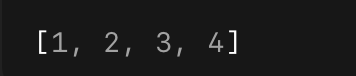 [1, 2, 3, 4]